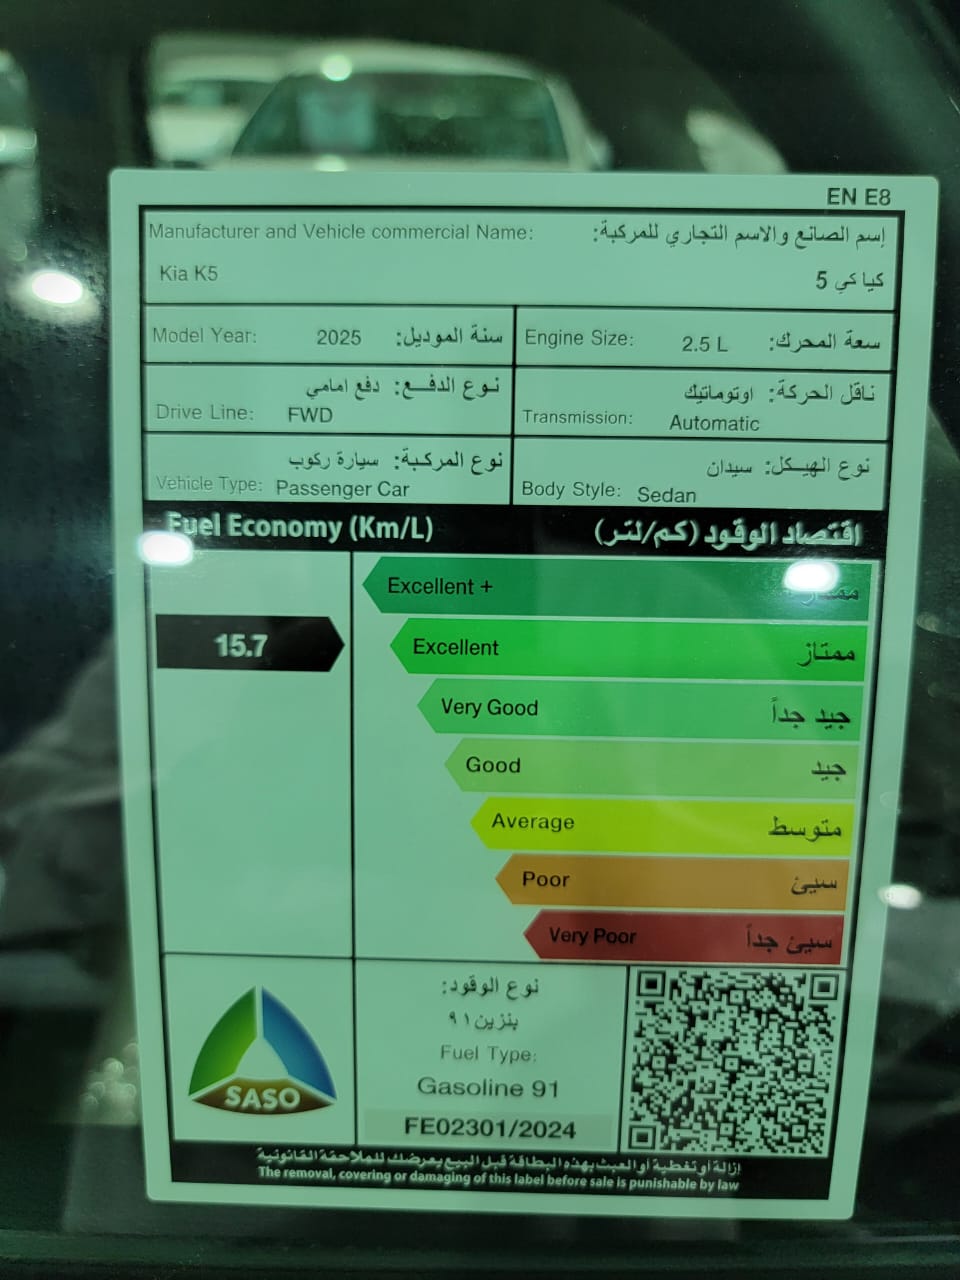 EN E8
Manufacturer and Vehicle commercial Name: إسم الصانع والاسم التجاري للمركبة:
Kia K5 كيا كي 5
Model Year: 2025 سنة الموديل:
Engine Size: 2.5 L سعة المحرك:
نوع الدفـع: دفع امامي
Drive Line: FWD
ناقل الحركة: اوتوماتيك
Transmission: Automatic
نوع المركبة: سيارة ركوب
Vehicle Type: Passenger Car
نوع الهيكل: سيدان
Body Style: Sedan
Fuel Economy (Km/L) اقتصاد الوقود (كم/لتر)
Excellent + ممتاز
15.7
Excellent ممتاز
Very Good جيد جداً
Good جيد
Average متوسط
Poor سيئ
Very Poor سيئ جداً
SASO
نوع الوقود:
بنزين ٩١
Fuel Type:
Gasoline 91
FE02301/2024
إزالة أو تغطية أو العبث بهذه البطاقة قبل البيع يعرضك للملاحقة القانونية
The removal, covering or damaging of this label before sale is punishable by law